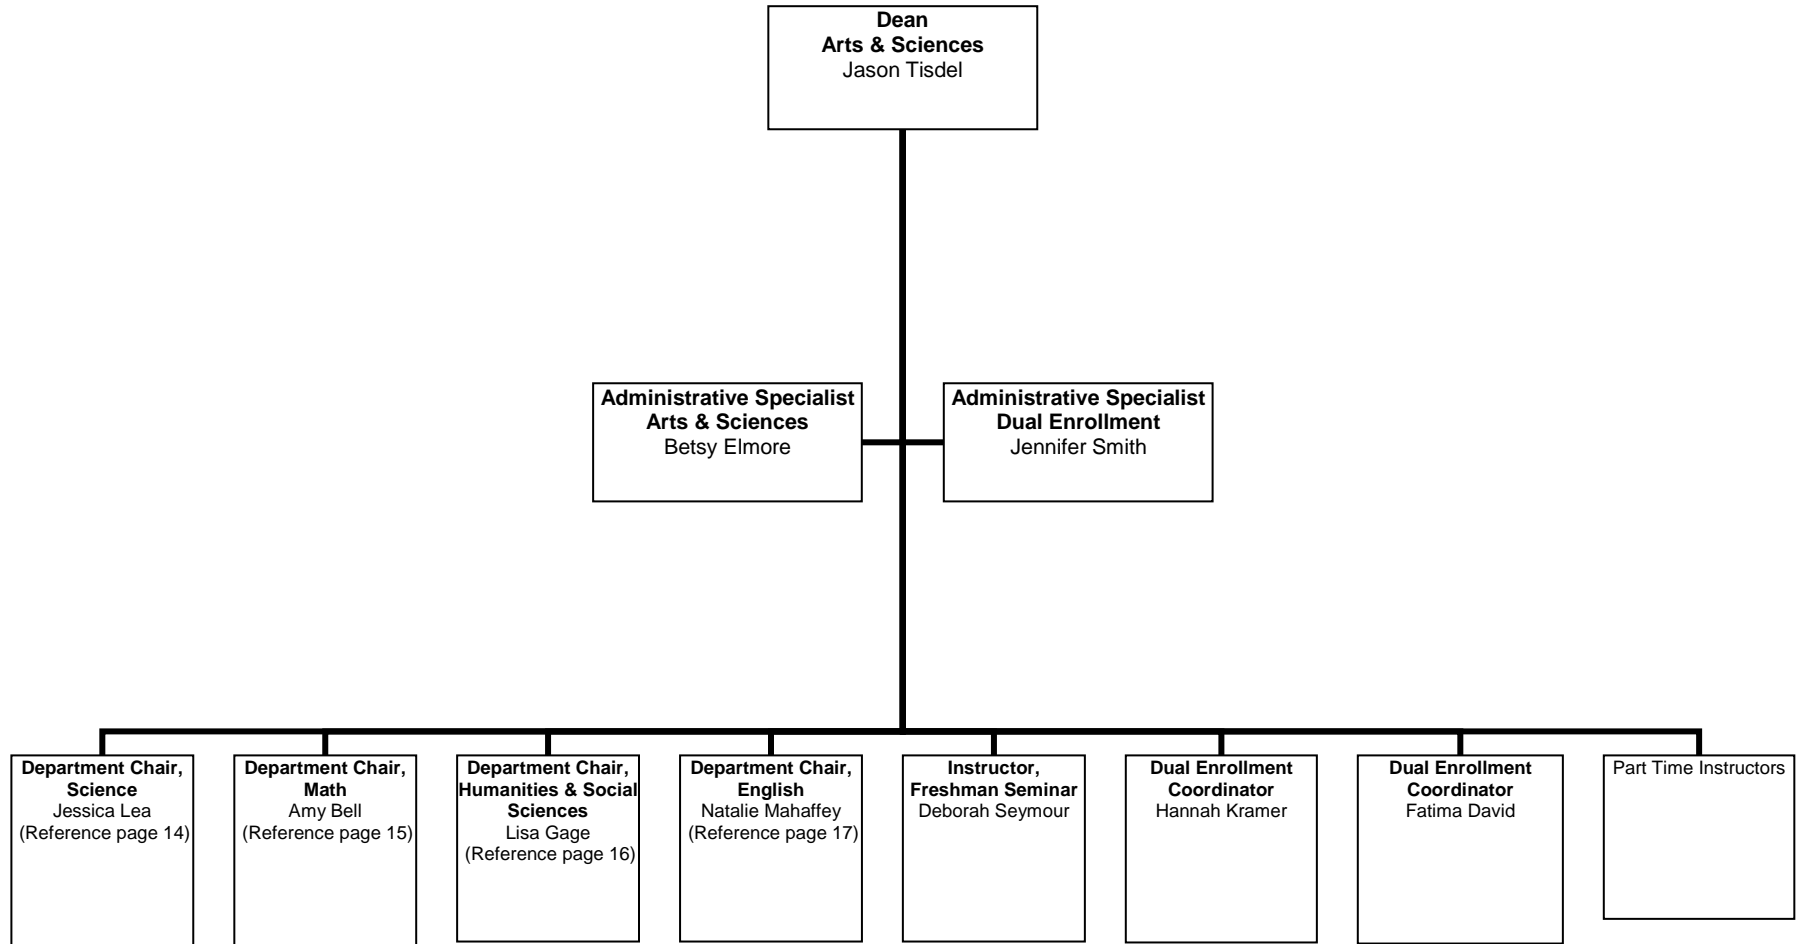 Dean
Arts & Sciences
Jason Tisdel
Administrative Specialist
Arts & Sciences
Betsy Elmore
Administrative Specialist
Dual Enrollment
Jennifer Smith
Department Chair,
Science
Jessica Lea
(Reference page 14)
Department Chair,
Math
Amy Bell
(Reference page 15)
Department Chair,
Humanities & Social
Sciences
Lisa Gage
(Reference page 16)
Department Chair,
English
Natalie Mahaffey
(Reference page 17)
Instructor,
Freshman Seminar
Deborah Seymour
Dual Enrollment
Coordinator
Hannah Kramer
Dual Enrollment
Coordinator
Fatima David
Part Time Instructors